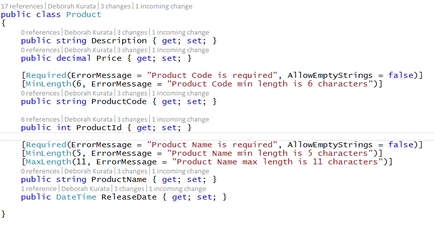 17 references | Deborah Kurata | 3 changes | 1 incoming change
public class Product
{
0 references | Deborah Kurata | 3 changes | 1 incoming change
public string Description { get; set; }
0 references | Deborah Kurata | 3 changes | 1 incoming change
public decimal Price { get; set; }
[Required(ErrorMessage = "Product Code is required", AllowEmptyStrings = false)]
[MinLength(6, ErrorMessage = "Product Code min length is 6 characters")]
0 references | Deborah Kurata | 3 changes | 1 incoming change
public string ProductCode { get; set; }
6 references | Deborah Kurata | 3 changes | 1 incoming change
public int ProductId { get; set; }
[Required(ErrorMessage = "Product Name is required", AllowEmptyStrings = false)]
[MinLength(5, ErrorMessage = "Product Name min length is 5 characters")]
[MaxLength(11, ErrorMessage = "Product Name max length is 11 characters")]
0 references | Deborah Kurata | 3 changes | 1 incoming change
public string ProductName { get; set; }
1 reference | Deborah Kurata | 3 changes | 1 incoming change
public DateTime ReleaseDate { get; set; }
}